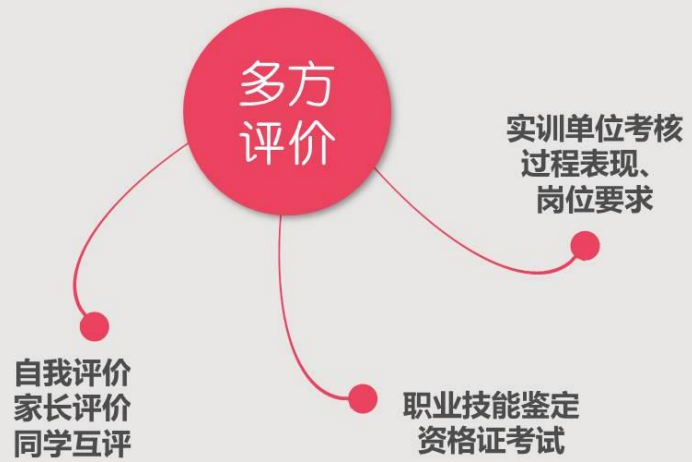 多方
评价
实训单位考核
过程表现、
岗位要求
自我评价
家长评价
同学互评
职业技能鉴定
资格证考试